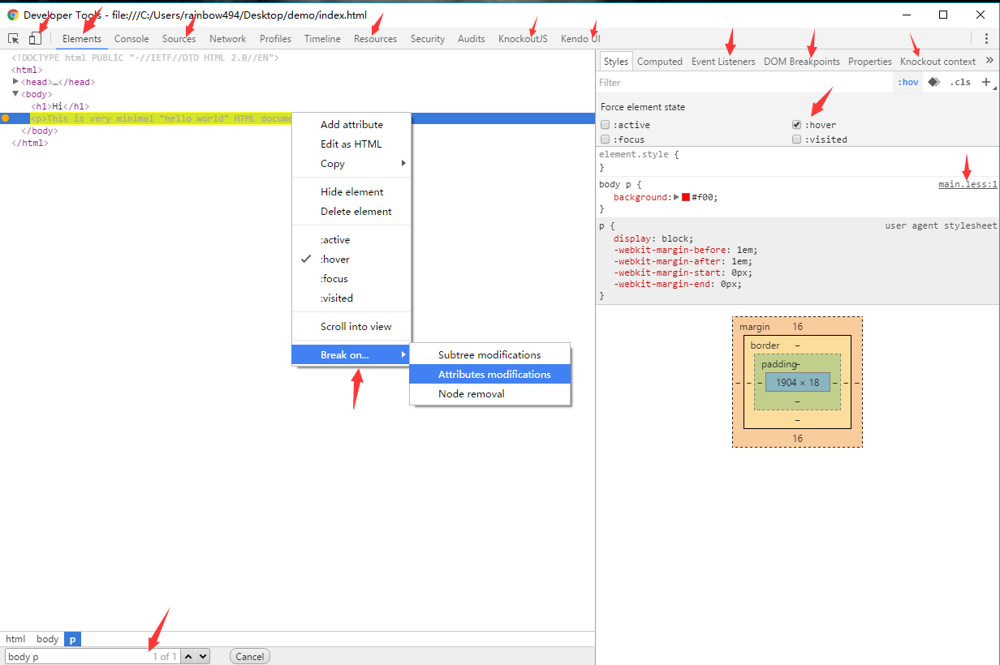 Developer Tools - file:///C:/Users/rainbow494/Desktop/demo/index.html
Elements Console Sources Network Profiles Timeline Resources Security Audits KnockoutJS Kendo UI
<!DOCTYPE html PUBLIC "-//IETF//DTD HTML 2.0//EN">
<html>
<head>…</head>
<body>
<h1>Hi</h1>
<p>This is very minimal "hello world" HTML docume
</body>
</html>
Add attribute
Edit as HTML
Copy
Hide element
Delete element
:active
:hover
:focus
:visited
Scroll into view
Break on...
Subtree modifications
Attributes modifications
Node removal
html body p
body p 1 of 1 Cancel
Styles Computed Event Listeners DOM Breakpoints Properties Knockout context »
Filter :hov .cls +
Force element state
:active :hover
:focus :visited
element.style {
}
body p { main.less:1
background: #f00;
}
p { user agent stylesheet
display: block;
-webkit-margin-before: 1em;
-webkit-margin-after: 1em;
-webkit-margin-start: 0px;
-webkit-margin-end: 0px;
}
margin 16
border –
padding –
– – – 1904 × 18 – – –
–
–
16